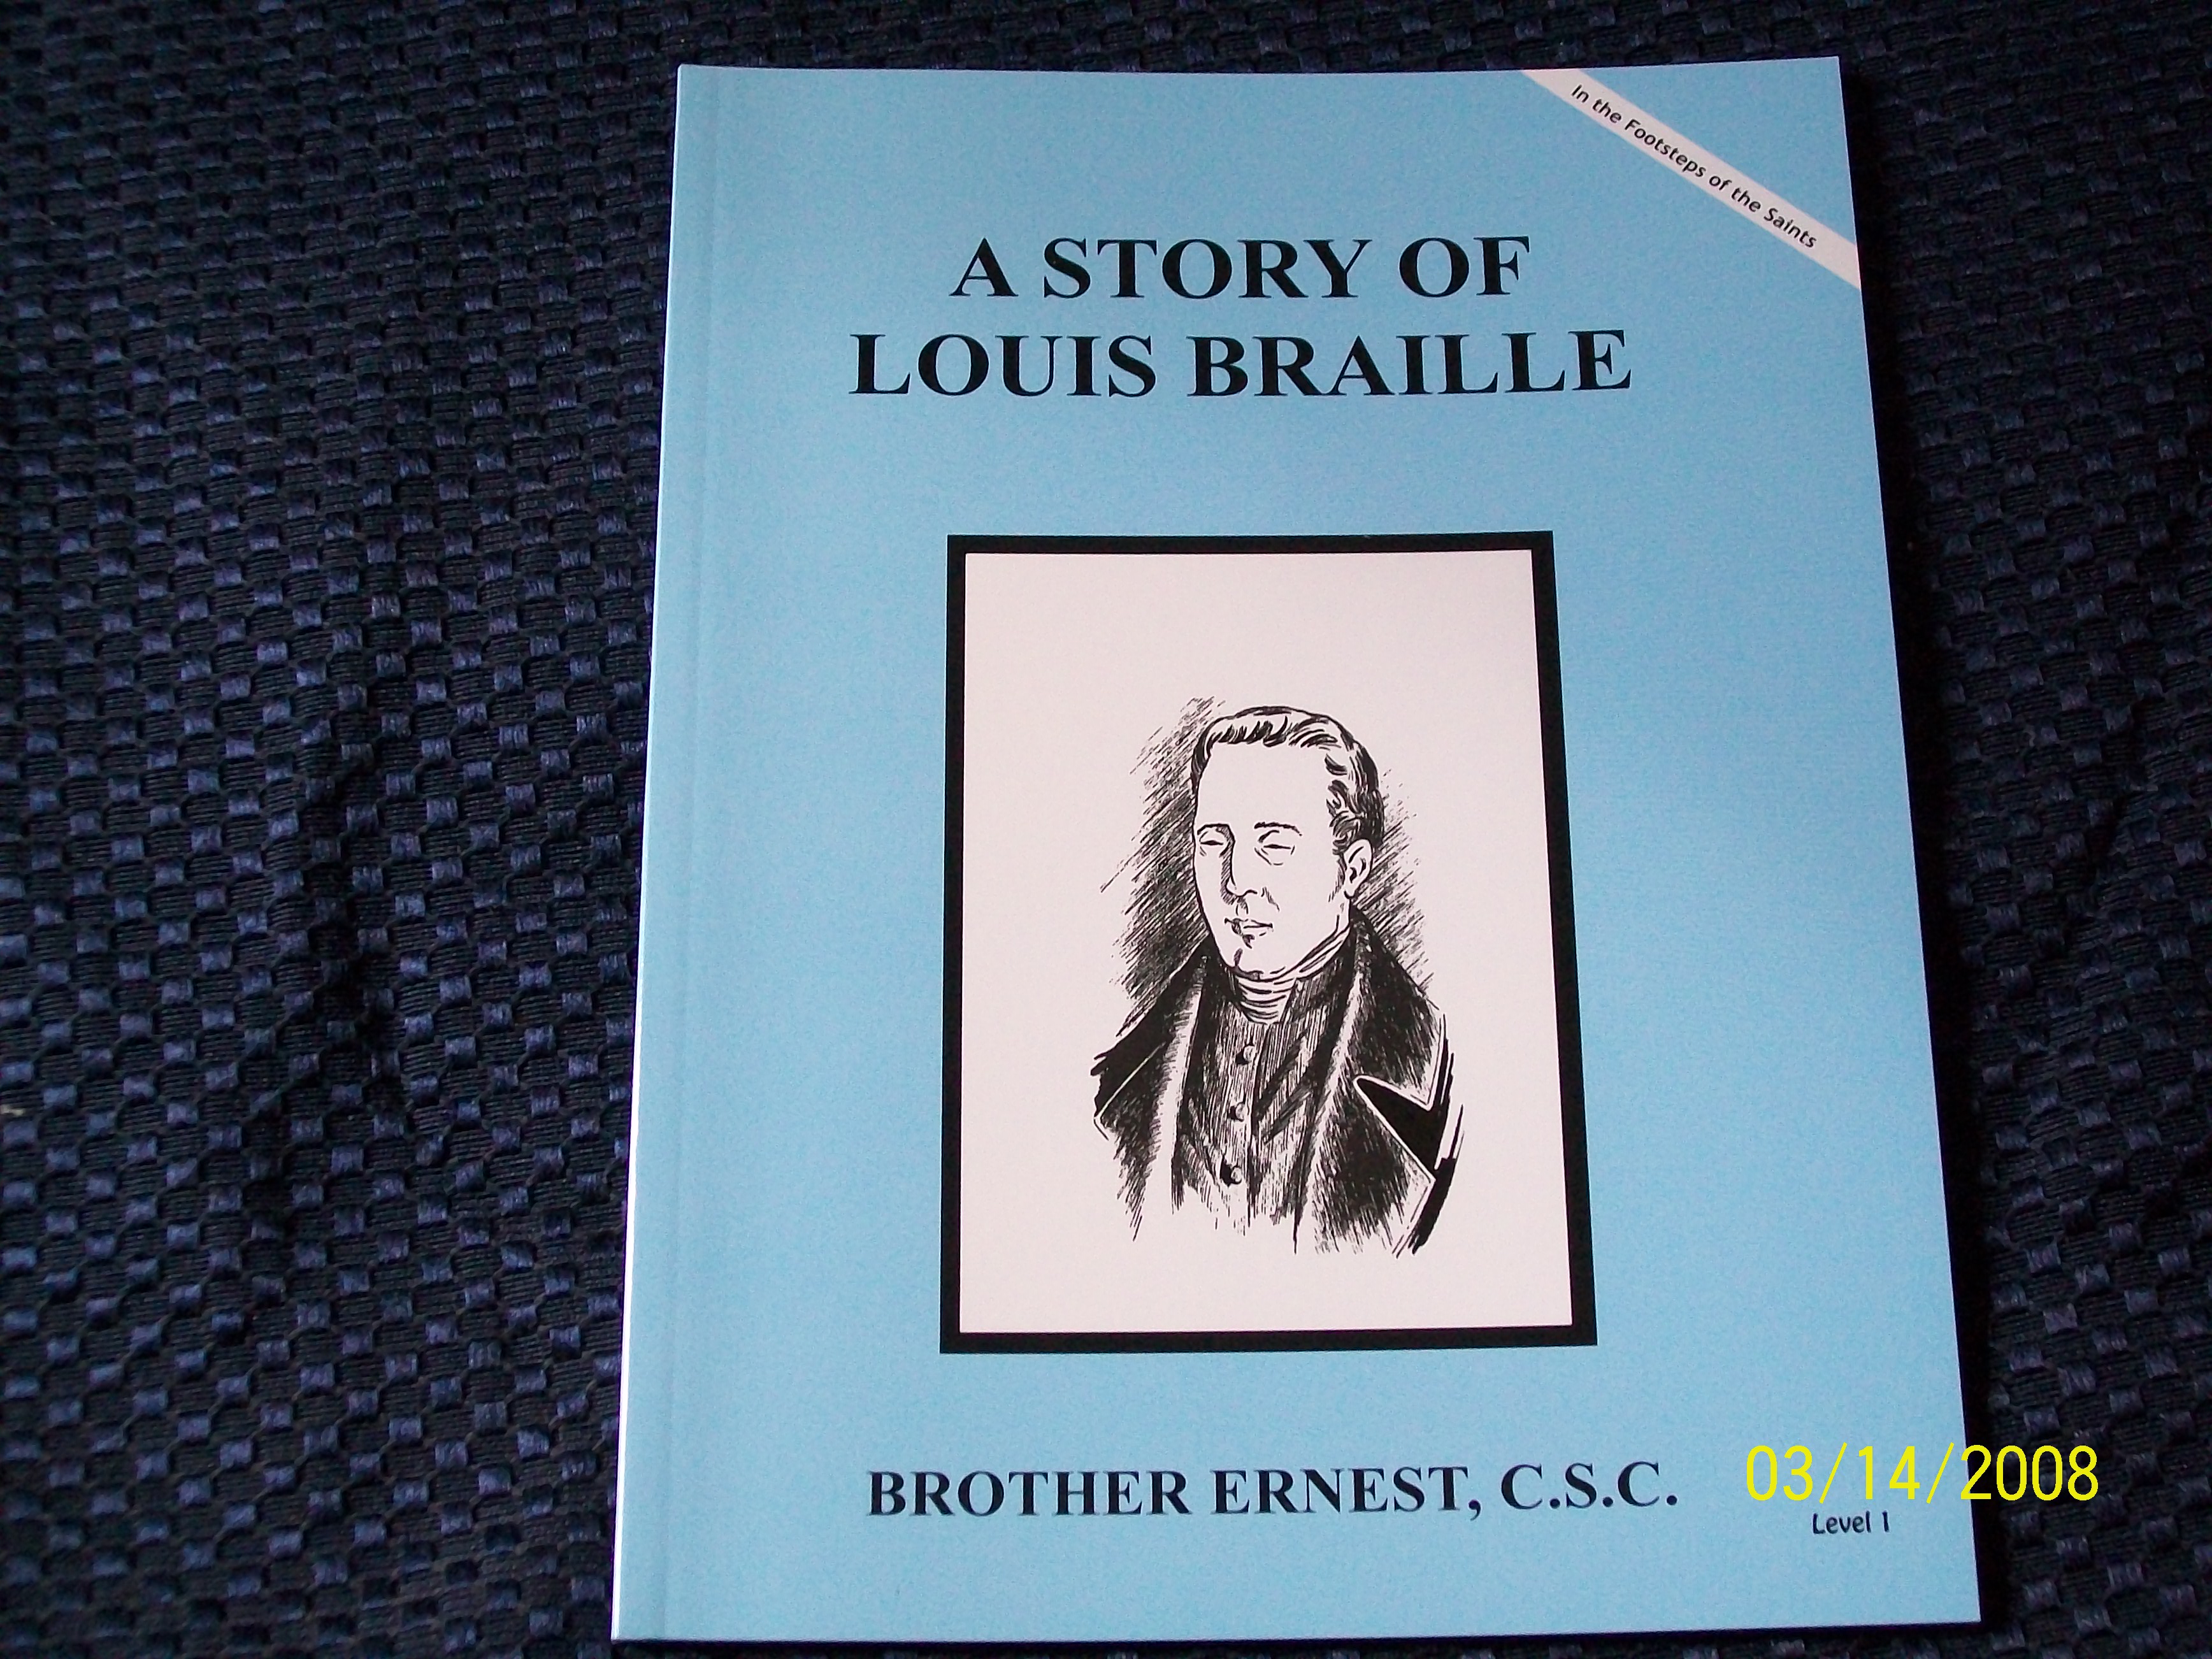 In the Footsteps of the Saints
A STORY OF
LOUIS BRAILLE
BROTHER ERNEST, C.S.C.
03/14/2008
Level 1